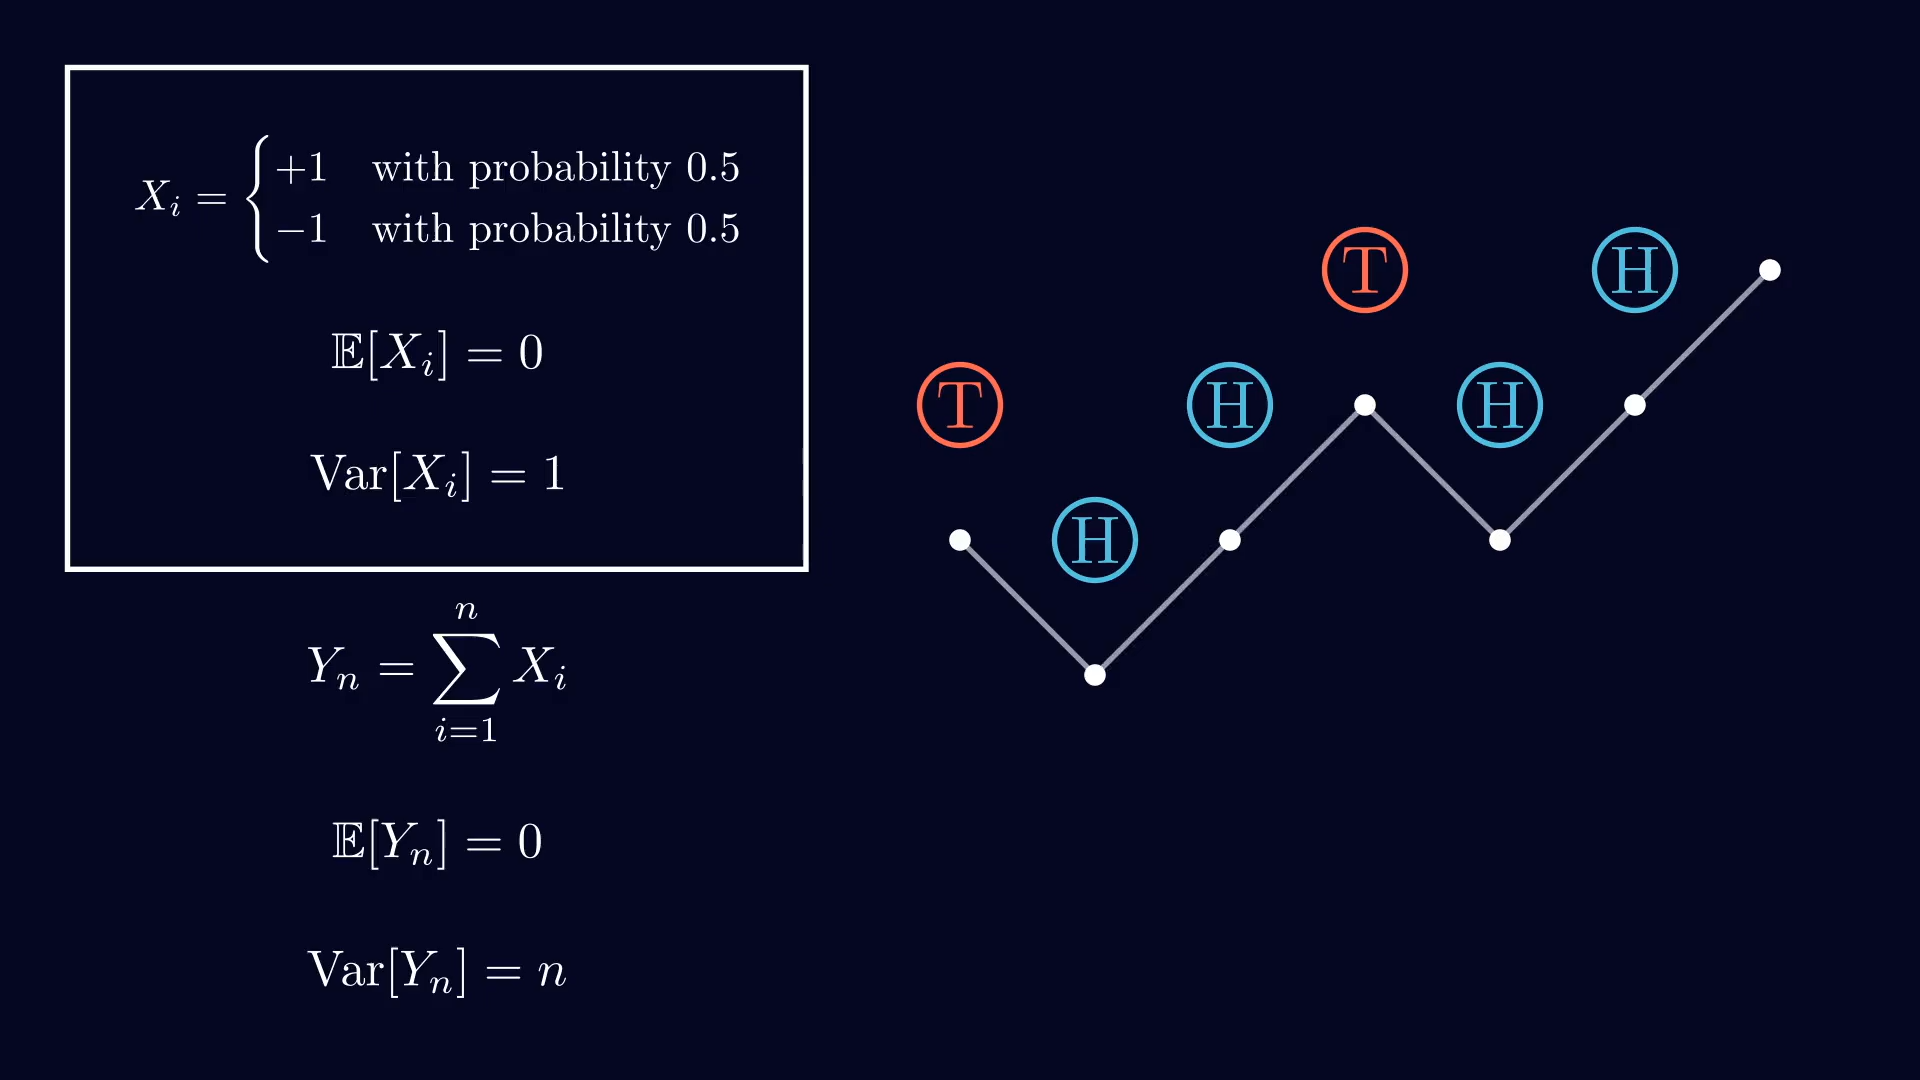 X_i = { +1 with probability 0.5
−1 with probability 0.5
𝔼[X_i] = 0
Var[X_i] = 1
Y_n = ∑_{i=1}^{n} X_i
𝔼[Y_n] = 0
Var[Y_n] = n
T
H
H
T
H
H